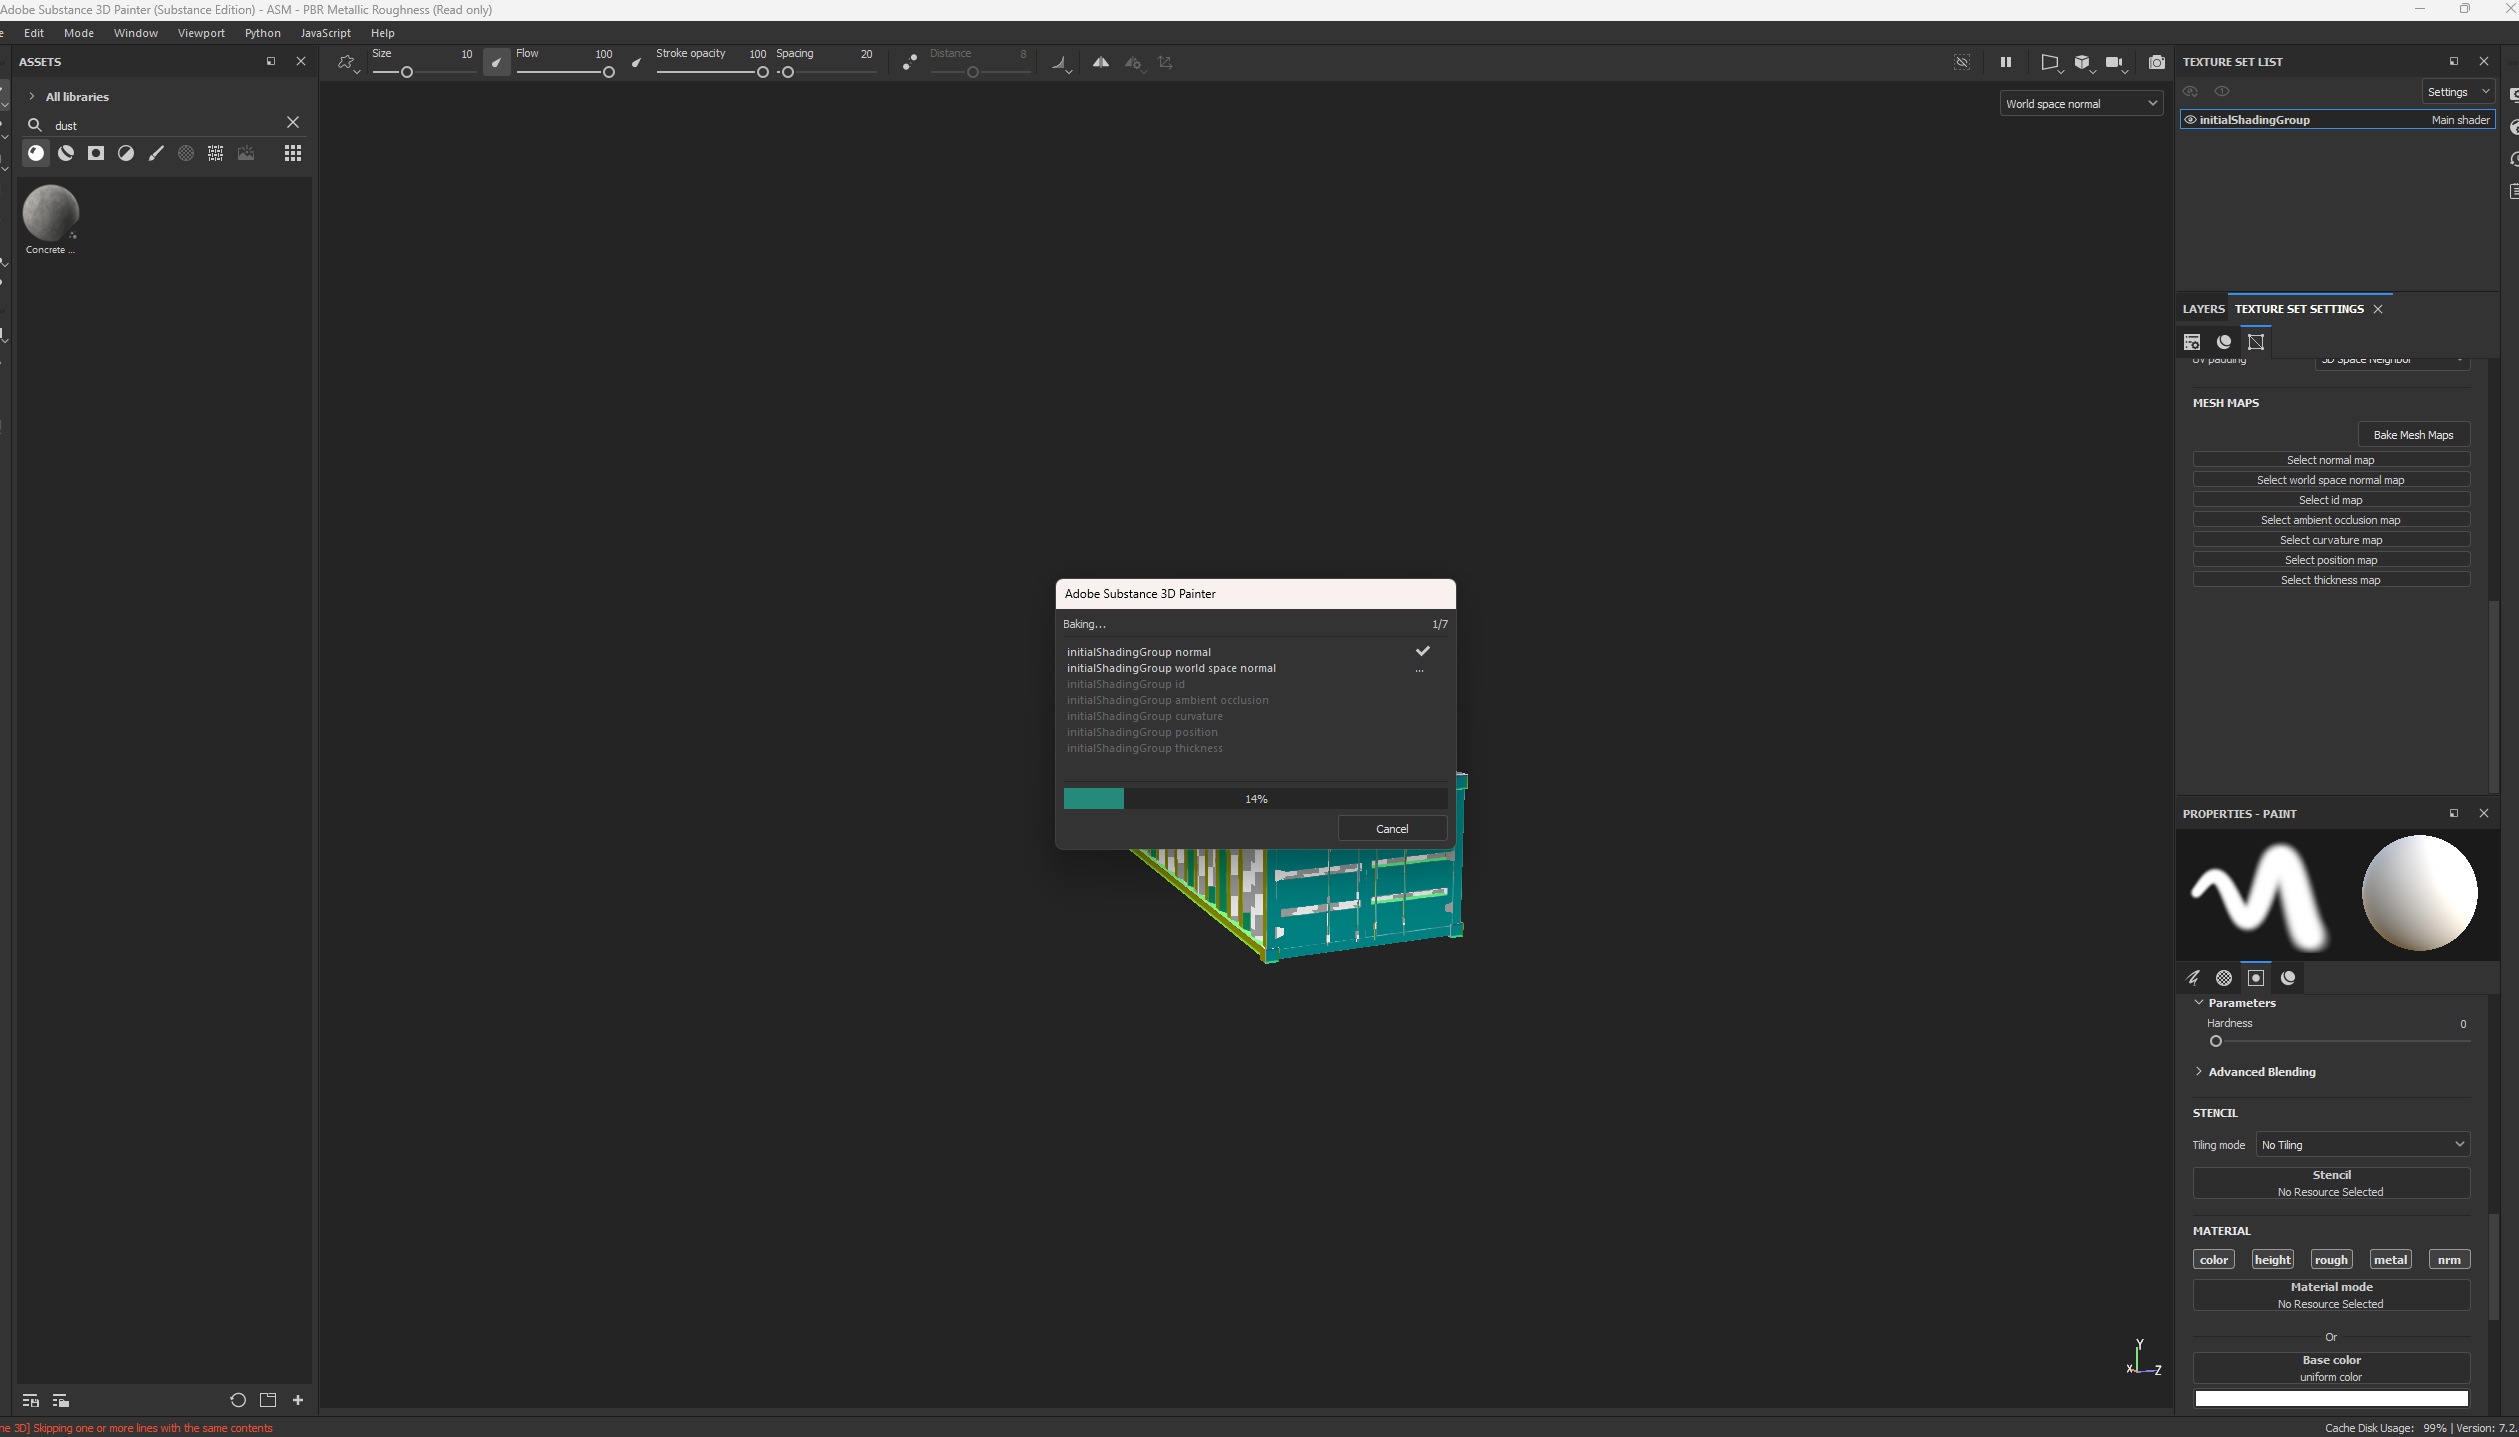 Adobe Substance 3D Painter (Substance Edition) - ASM - PBR Metallic Roughness (Read only)
Edit Mode Window Viewport Python JavaScript Help
ASSETS
All libraries
dust
Concrete ...
Size 10
Flow 100
Stroke opacity 100
Spacing 20
Distance 8
World space normal
Adobe Substance 3D Painter
Baking... 1/7
initialShadingGroup normal
initialShadingGroup world space normal ...
initialShadingGroup id
initialShadingGroup ambient occlusion
initialShadingGroup curvature
initialShadingGroup position
initialShadingGroup thickness
14%
Cancel
Y
X Z
TEXTURE SET LIST
Settings
initialShadingGroup Main shader
LAYERS TEXTURE SET SETTINGS
UV padding 3D Space Neighbor
MESH MAPS
Bake Mesh Maps
Select normal map
Select world space normal map
Select id map
Select ambient occlusion map
Select curvature map
Select position map
Select thickness map
PROPERTIES - PAINT
Parameters
Hardness 0
Advanced Blending
STENCIL
Tiling mode No Tiling
Stencil
No Resource Selected
MATERIAL
color height rough metal nrm
Material mode
No Resource Selected
Or
Base color
uniform color
ne 3D] Skipping one or more lines with the same contents
Cache Disk Usage: 99% | Version: 7.2.